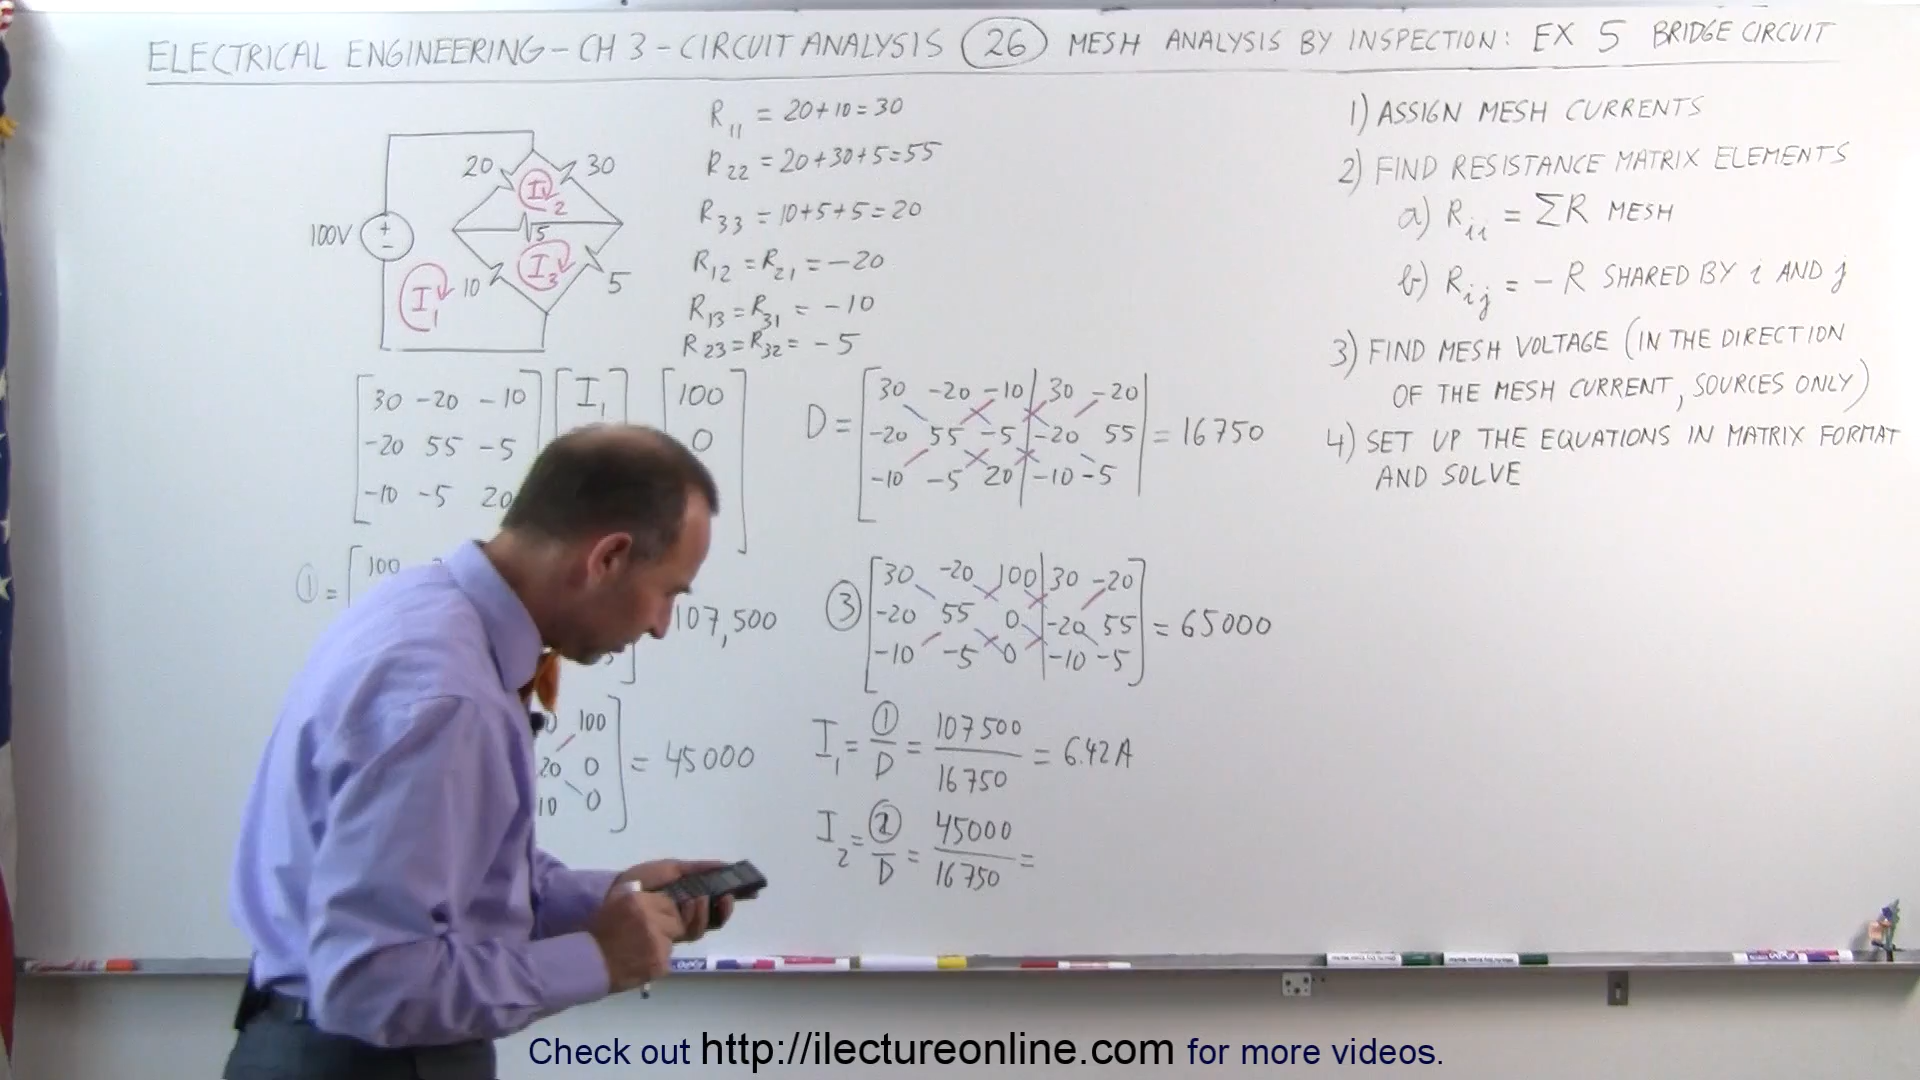 ELECTRICAL ENGINEERING – CH 3 – CIRCUIT ANALYSIS 26 MESH ANALYSIS BY INSPECTION: EX 5 BRIDGE CIRCUIT
20 30
I2
100V + −
5
I1 10 I3 5
R11 = 20+10=30
R22 = 20+30+5=55
R33 = 10+5+5=20
R12 = R21 = −20
R13 = R31 = −10
R23 = R32 = −5
1) ASSIGN MESH CURRENTS
2) FIND RESISTANCE MATRIX ELEMENTS
a) Rii = ΣR MESH
b) Rij = −R SHARED BY i AND j
3) FIND MESH VOLTAGE (IN THE DIRECTION
OF THE MESH CURRENT, SOURCES ONLY)
4) SET UP THE EQUATIONS IN MATRIX FORMAT
AND SOLVE
30 −20 −10 I1 100
−20 55 −5 0
−10 −5 20
D = 30 −20 −10 30 −20
−20 55 −5 −20 55 = 16750
−10 −5 20 −10 −5
① = 100
107,500
③ 30 −20 100 30 −20
−20 55 0 −20 55 = 65000
−10 −5 0 −10 −5
100
20 0 = 45000
10 0
I1 = ①/D = 107500/16750 = 6.42A
I2 = ②/D = 45000/16750 =
Check out http://ilectureonline.com for more videos.